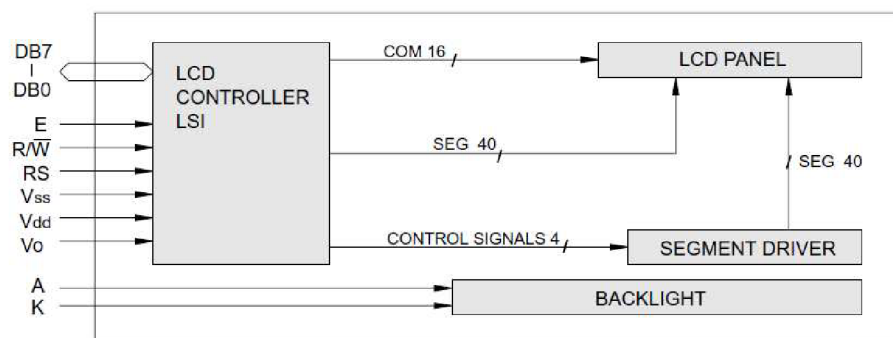 DB7
DB0
E
R/W̅
RS
Vss
Vdd
Vo
A
K
LCD
CONTROLLER
LSI
COM 16
SEG 40
CONTROL SIGNALS 4
LCD PANEL
SEG 40
SEGMENT DRIVER
BACKLIGHT